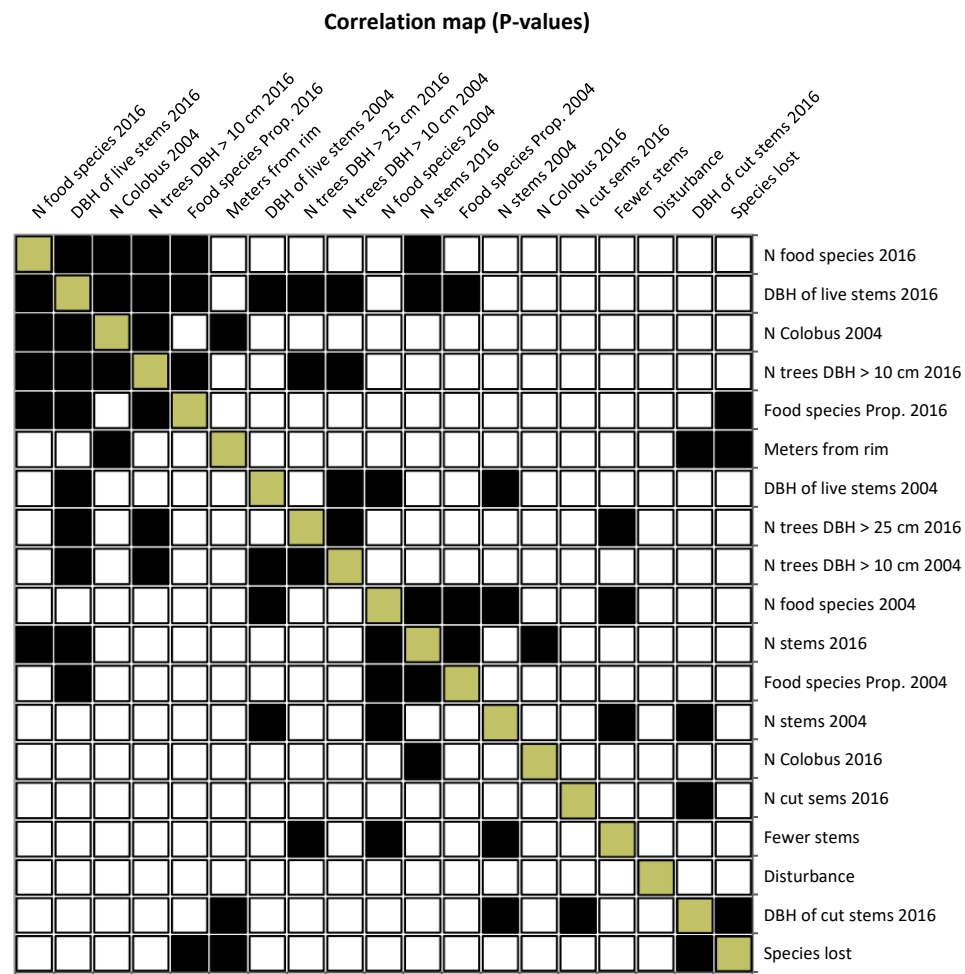 Correlation map (P-values)
N food species 2016
DBH of live stems 2016
N Colobus 2004
N trees DBH > 10 cm 2016
Food species Prop. 2016
Meters from rim
DBH of live stems 2004
N trees DBH > 25 cm 2016
N trees DBH > 10 cm 2004
N food species 2004
N stems 2016
Food species Prop. 2004
N stems 2004
N Colobus 2016
N cut sems 2016
Fewer stems
Disturbance
DBH of cut stems 2016
Species lost
N food species 2016
DBH of live stems 2016
N Colobus 2004
N trees DBH > 10 cm 2016
Food species Prop. 2016
Meters from rim
DBH of live stems 2004
N trees DBH > 25 cm 2016
N trees DBH > 10 cm 2004
N food species 2004
N stems 2016
Food species Prop. 2004
N stems 2004
N Colobus 2016
N cut sems 2016
Fewer stems
Disturbance
DBH of cut stems 2016
Species lost